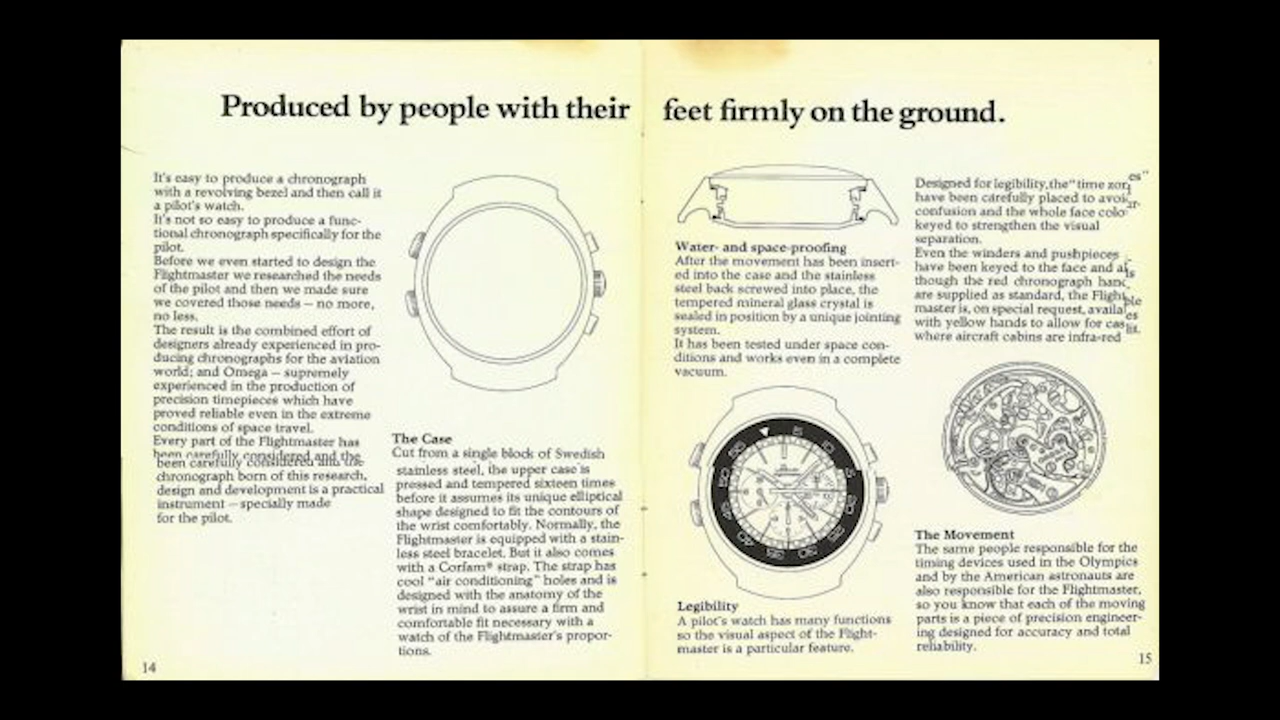 Produced by people with their feet firmly on the ground.
It's easy to produce a chronograph
with a revolving bezel and then call it
a pilot's watch.
It's not so easy to produce a func-
tional chronograph specifically for the
pilot.
Before we even started to design the
Flightmaster we researched the needs
of the pilot and then we made sure
we covered those needs — no more,
no less.
The result is the combined effort of
designers already experienced in pro-
ducing chronographs for the aviation
world; and Omega — supremely
experienced in the production of
precision timepieces which have
proved reliable even in the extreme
conditions of space travel.
Every part of the Flightmaster has
been carefully considered and the
been carefully considered and the
chronograph born of this research,
design and development is a practical
instrument — specially made
for the pilot.
14
The Case
Cut from a single block of Swedish
stainless steel, the upper case is
pressed and tempered sixteen times
before it assumes its unique elliptical
shape designed to fit the contours of
the wrist comfortably. Normally, the
Flightmaster is equipped with a stain-
less steel bracelet. But it also comes
with a Corfam® strap. The strap has
cool "air conditioning" holes and is
designed with the anatomy of the
wrist in mind to assure a firm and
comfortable fit necessary with a
watch of the Flightmaster's propor-
tions.
Water- and space-proofing
After the movement has been insert-
ed into the case and the stainless
steel back screwed into place, the
tempered mineral glass crystal is
sealed in position by a unique jointing
system.
It has been tested under space con-
ditions and works even in a complete
vacuum.
Legibility
A pilot's watch has many functions
so the visual aspect of the Flight-
master is a particular feature.
Designed for legibility, the "time zones"
have been carefully placed to avoid
confusion and the whole face colour-
keyed to strengthen the visual
separation.
Even the winders and pushpieces
have been keyed to the face and al-
though the red chronograph hands
are supplied as standard, the Flight-
master is, on special request, available
with yellow hands to allow for cases
where aircraft cabins are infra-red lit.
The Movement
The same people responsible for the
timing devices used in the Olympics
and by the American astronauts are
also responsible for the Flightmaster,
so you know that each of the moving
parts is a piece of precision engineer-
ing designed for accuracy and total
reliability.
15